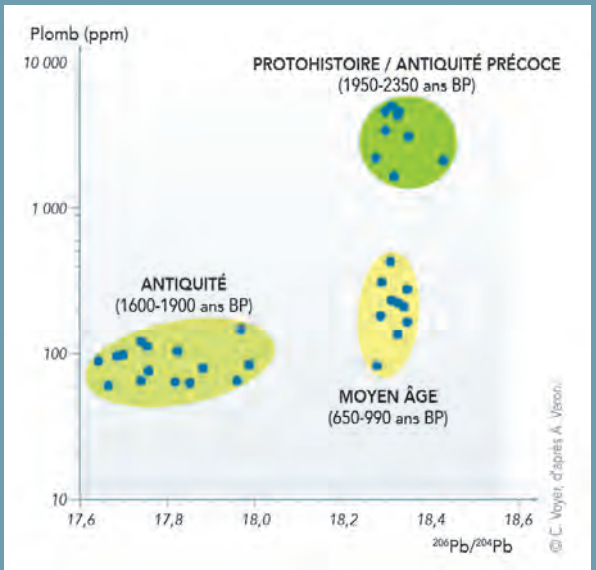 Plomb (ppm)
10 000
PROTOHISTOIRE / ANTIQUITÉ PRÉCOCE
(1950-2350 ans BP)
1 000
ANTIQUITÉ
(1600-1900 ans BP)
100
MOYEN ÂGE
(650-990 ans BP)
10
17,6 17,8 18,0 18,2 18,4 18,6
²⁰⁶Pb/²⁰⁴Pb
© C. Voyer, d'après A. Veron.